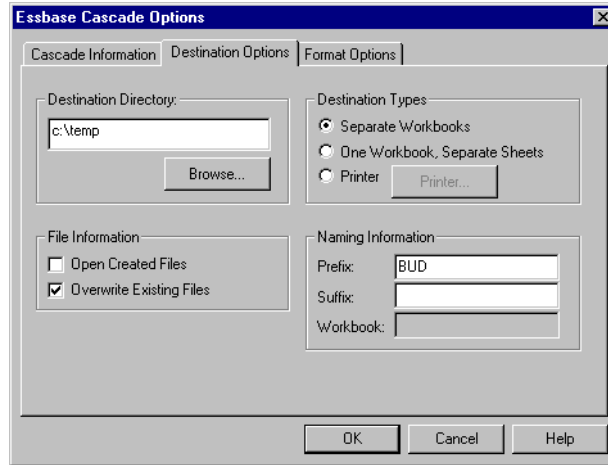 Essbase Cascade Options
Cascade Information Destination Options Format Options
Destination Directory:
c:\temp
Browse...
Destination Types
Separate Workbooks
One Workbook, Separate Sheets
Printer Printer...
File Information
Open Created Files
Overwrite Existing Files
Naming Information
Prefix: BUD
Suffix:
Workbook:
OK Cancel Help